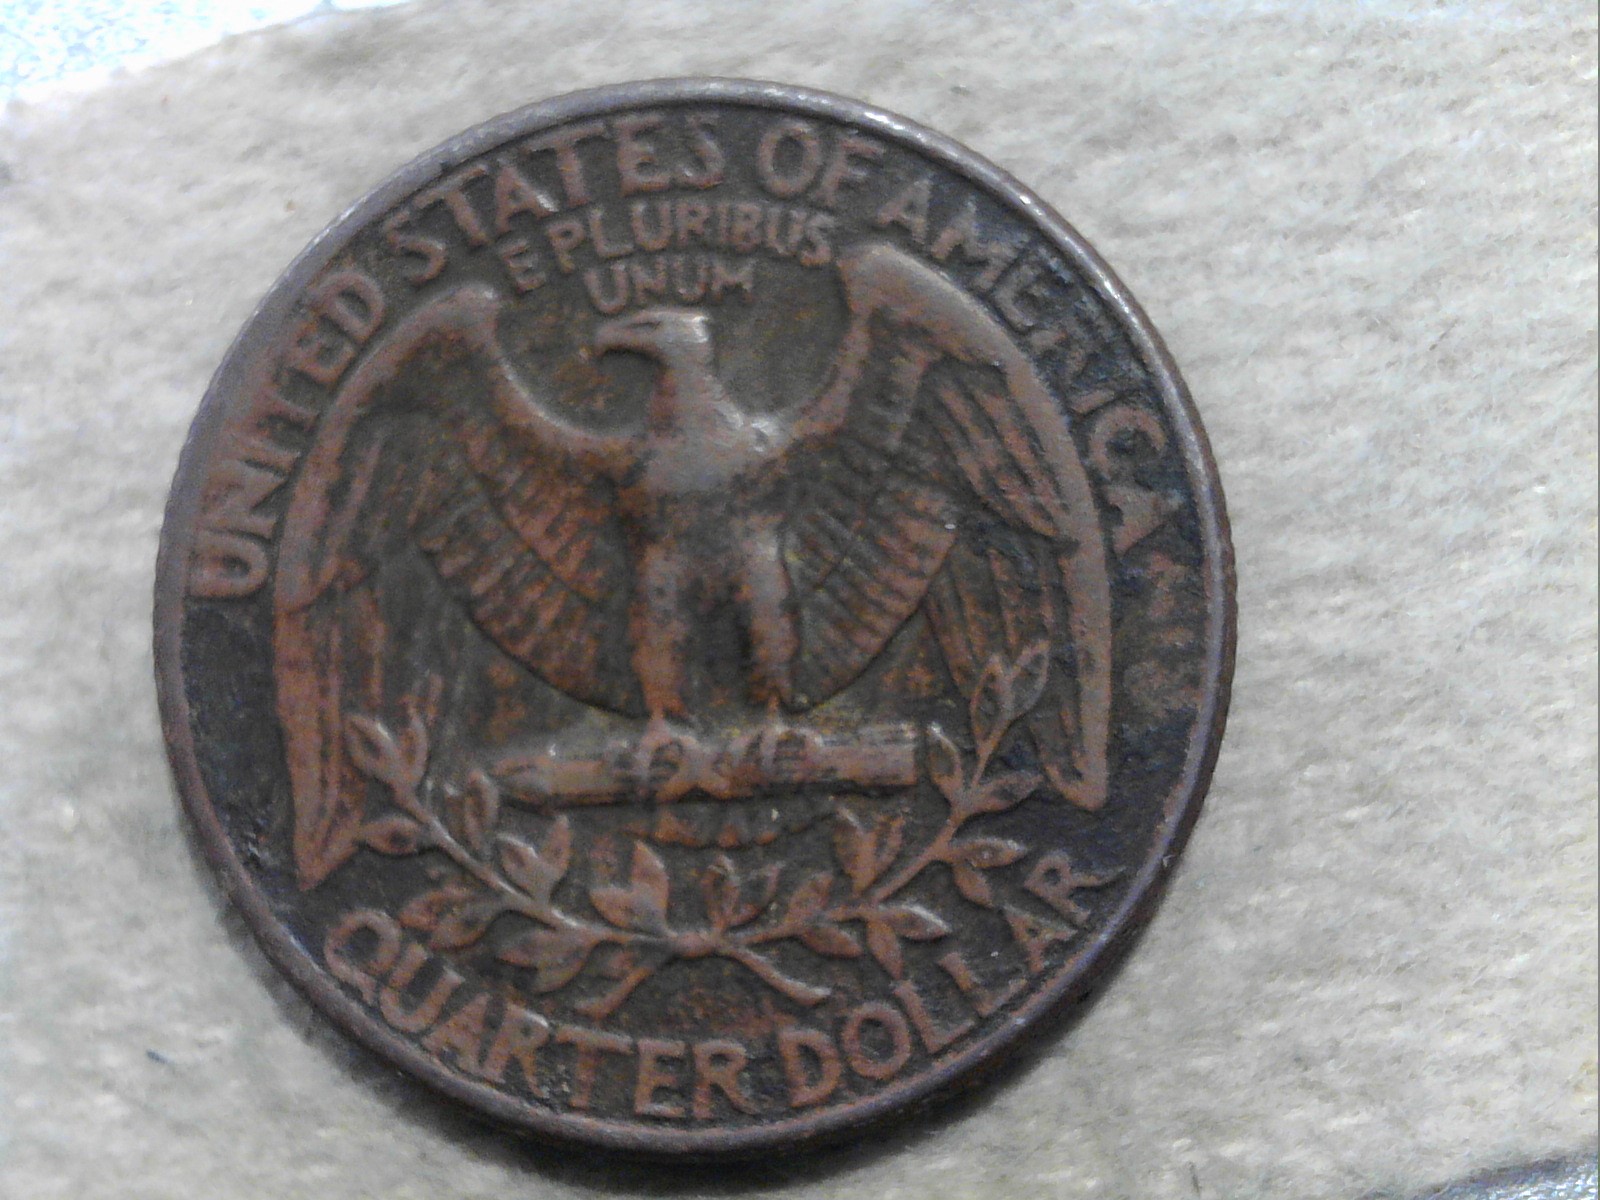 UNITED STATES OF AMERICA
E PLURIBUS
UNUM
QUARTER DOLLAR